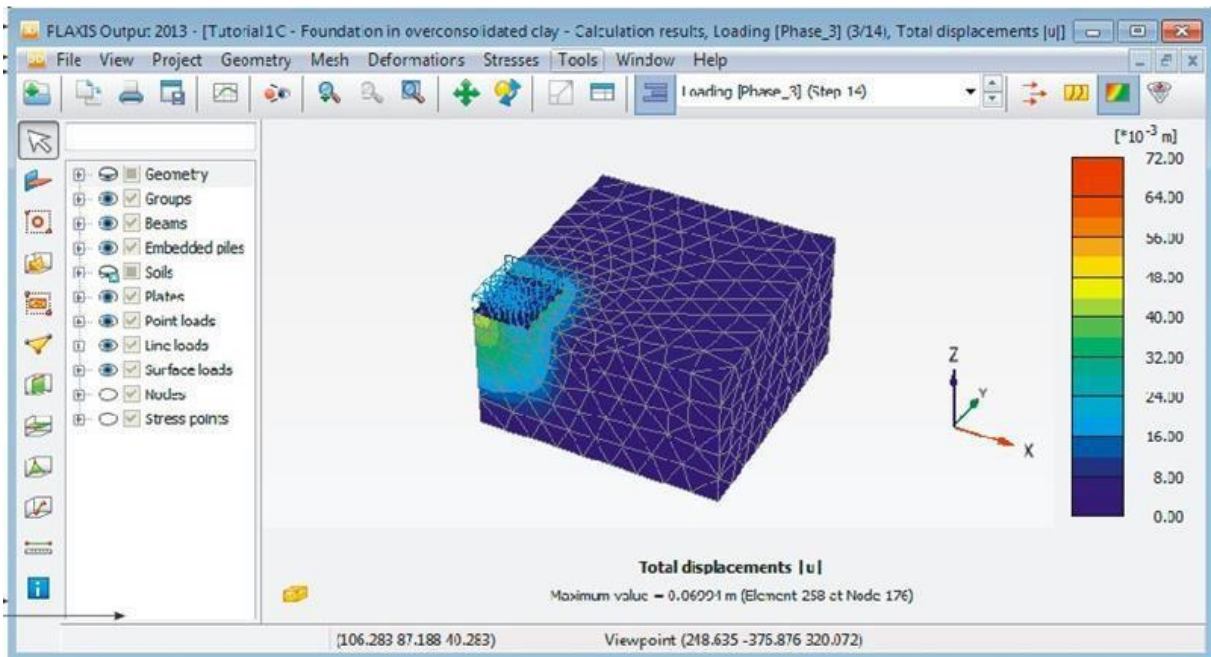 FLAXIS Output 2013 - [Tutorial 1C - Foundation in overconsolidated clay - Calculation results, Loading [Phase_3] (3/14), Total displacements |u|]
File View Project Geometry Mesh Deformations Stresses Tools Window Help
Loading [Phase_3] (Step 14)
Geometry
Groups
Beams
Embedded piles
Soils
Plates
Point loads
Line loads
Surface loads
Nodes
Stress points
Z
Y
X
[*10-3 m]
72.00
64.00
56.00
48.00
40.00
32.00
24.00
16.00
8.00
0.00
Total displacements |u|
Maximum value = 0.06994 m (Element 258 at Node 176)
(106.283 87.188 40.283) Viewpoint (248.635 -376.876 320.072)